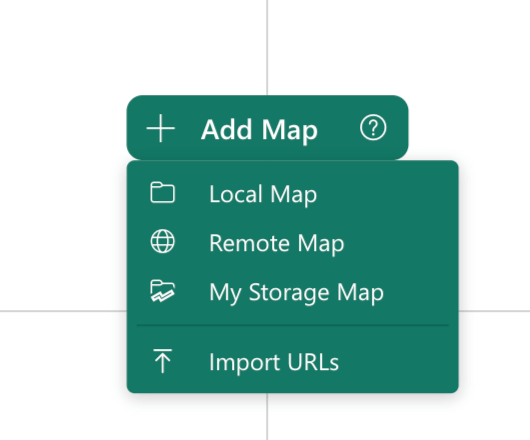 Add Map
Local Map
Remote Map
My Storage Map
Import URLs